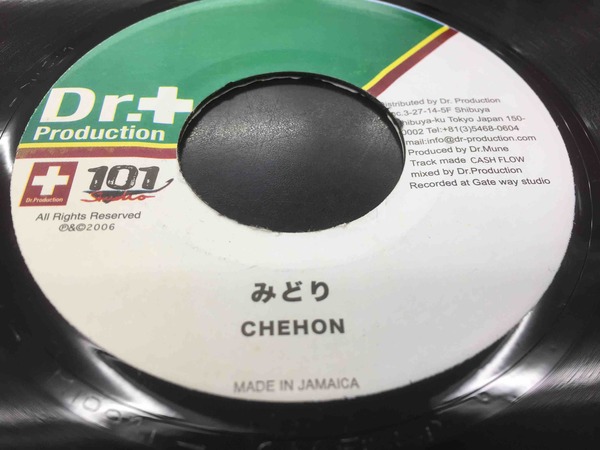 Dr.+
Production
Dr.Production
101
Studio
All Rights Reserved
℗&©2006
distributed by Dr. Production
3-27-14-5F Shibuya
Shibuya-ku Tokyo Japan 150-
0002 Tel:+81(3)5468-0604
mail:info@dr-production.com
Produced by Dr.Mune
Track made CASH FLOW
mixed by Dr.Production
Recorded at Gate way studio
みどり
CHEHON
MADE IN JAMAICA